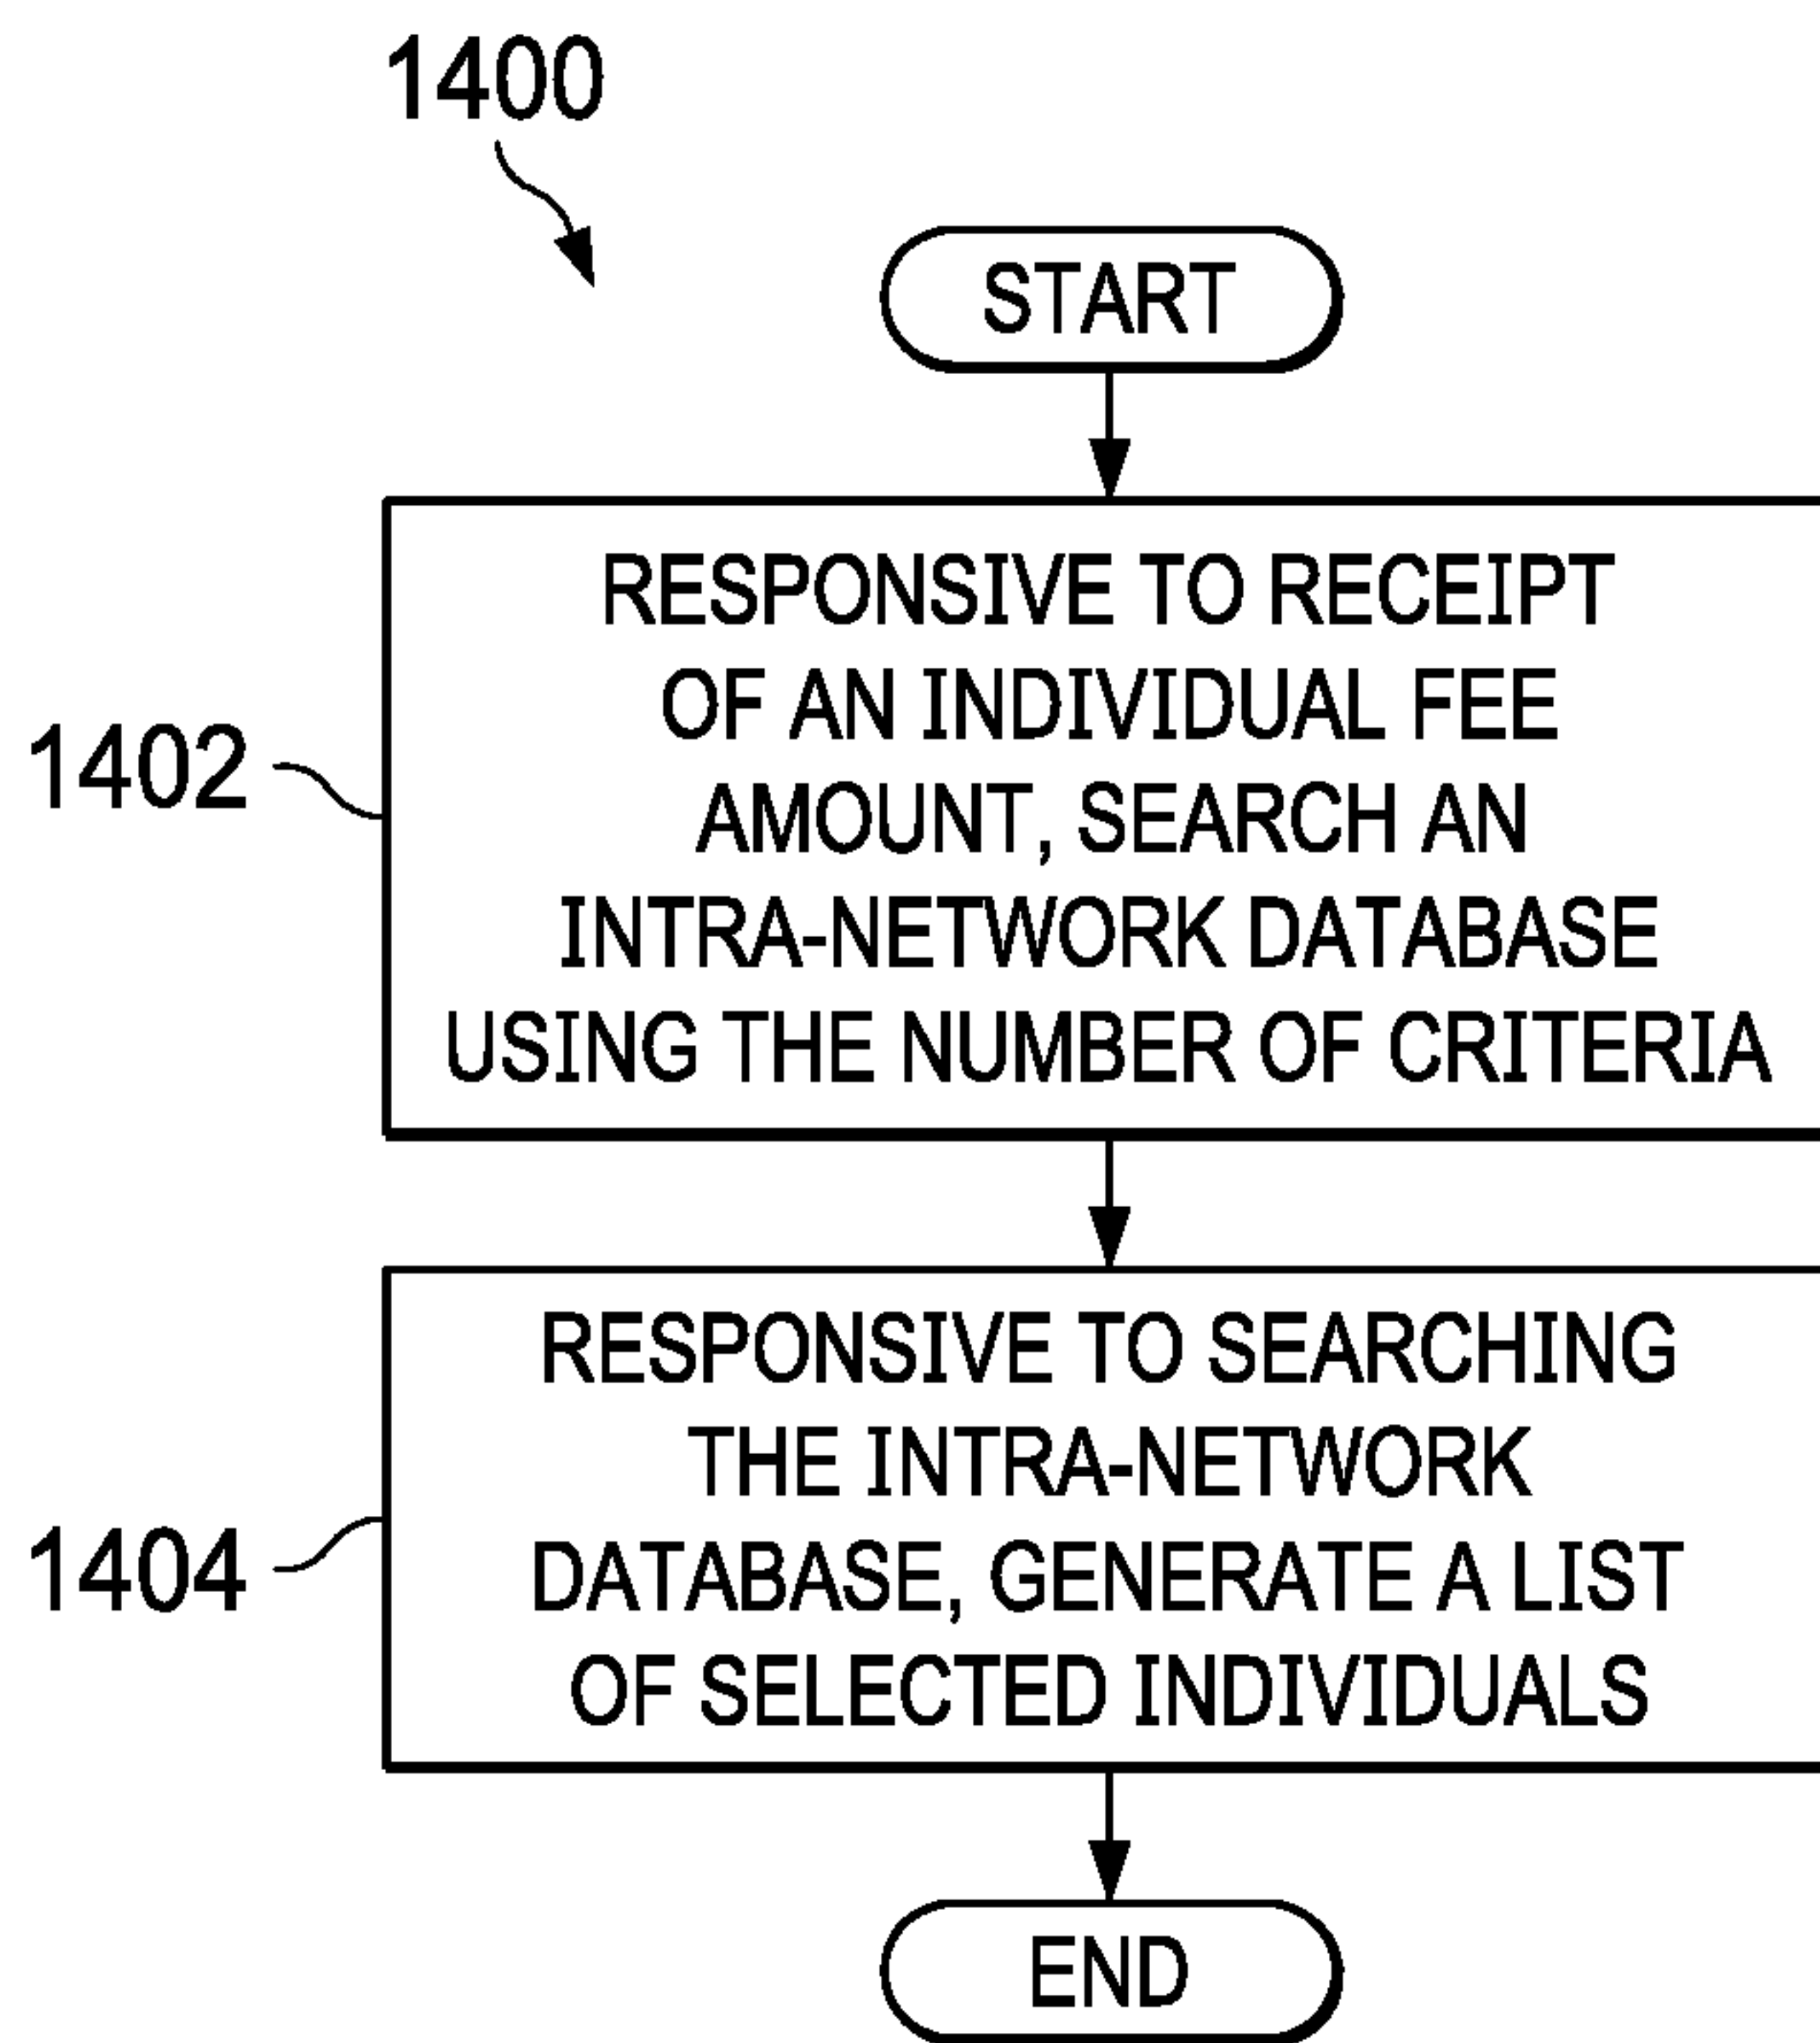 1400
START
1402
RESPONSIVE TO RECEIPT
OF AN INDIVIDUAL FEE
AMOUNT, SEARCH AN
INTRA-NETWORK DATABASE
USING THE NUMBER OF CRITERIA
1404
RESPONSIVE TO SEARCHING
THE INTRA-NETWORK
DATABASE, GENERATE A LIST
OF SELECTED INDIVIDUALS
END